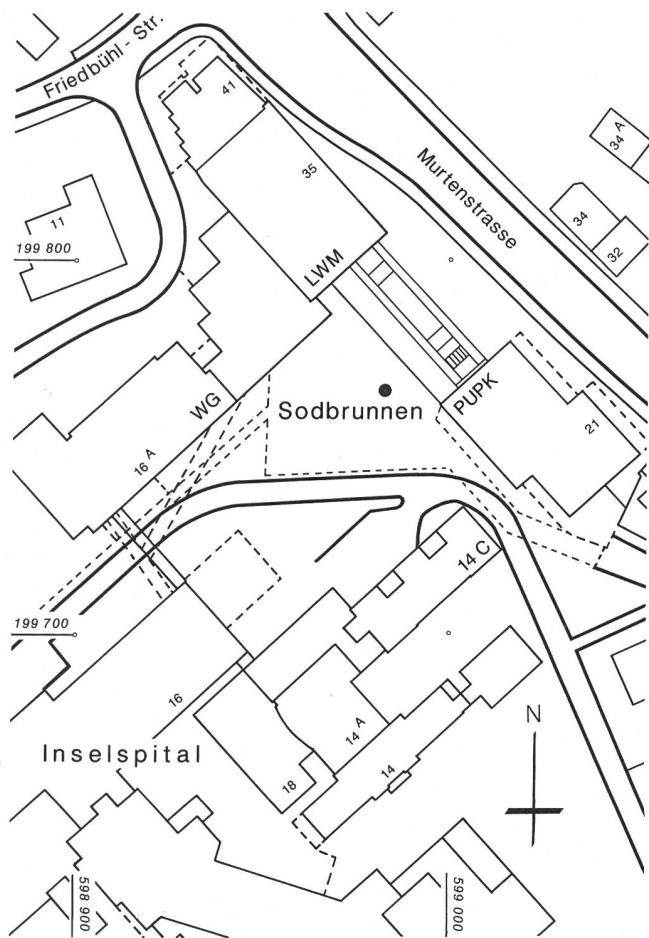 Friedbühl - Str.
41
34 A
Murtenstrasse
35
34
11
32
199 800
LWM
PUPK
WG
Sodbrunnen
21
16 A
14 C
199 700
16
N
14 A
Inselspital
14
18
598 900
599 000